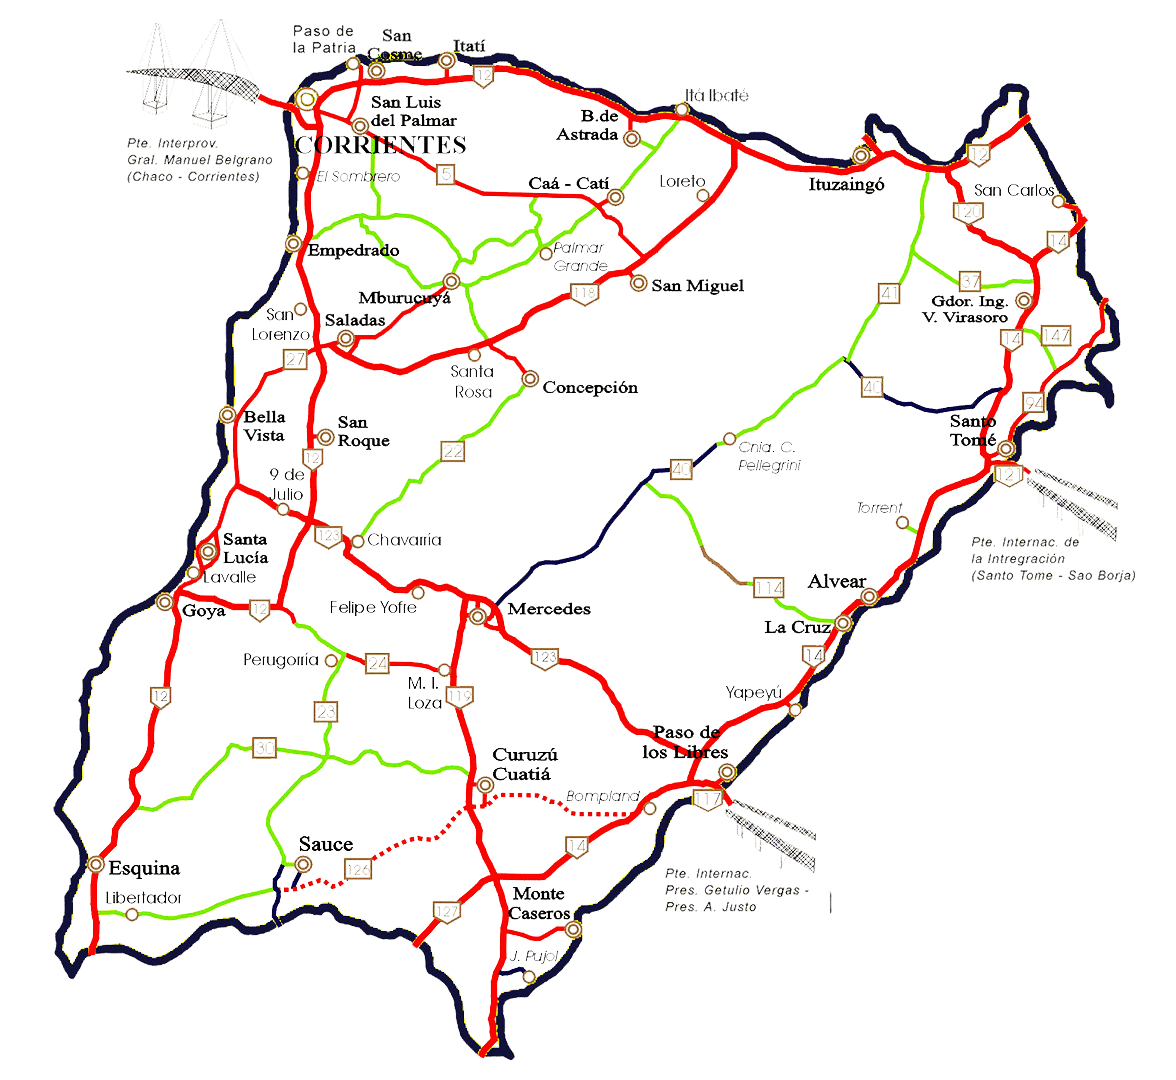 Paso de
la Patria
San
Cosme
Itatí
12
San Luis
del Palmar
CORRIENTES
Pte. Interprov.
Gral. Manuel Belgrano
(Chaco - Corrientes)
El Sombrero
5
B.de
Astrada
Itá Ibaté
Caá - Catí
Loreto
Ituzaingó
12
San Carlos
120
14
Empedrado
Palmar
Grande
Mburucuyá
118
San Miguel
37
41
Gdor. Ing.
V. Virasoro
San
Lorenzo
Saladas
27
14
147
Santa
Rosa
Concepción
40
94
Bella
Vista
San
Roque
12
22
Santo
Tomé
Cnia. C.
Pellegrini
40
121
9 de
Julio
123
Chavarria
Torrent
Pte. Internac. de
la Intregración
(Santo Tome - Sao Borja)
Santa
Lucía
Lavalle
Goya
12
Felipe Yofre
Mercedes
114
Alvear
La Cruz
14
Perugorría
24
M. I.
Loza
123
12
119
23
Yapeyú
30
Paso de
los Libres
Curuzú
Cuatiá
Bompland
117
Sauce
14
126
Esquina
Libertador
Pte. Internac.
Pres. Getulio Vergas -
Pres. A. Justo
127
Monte
Caseros
J. Pujol